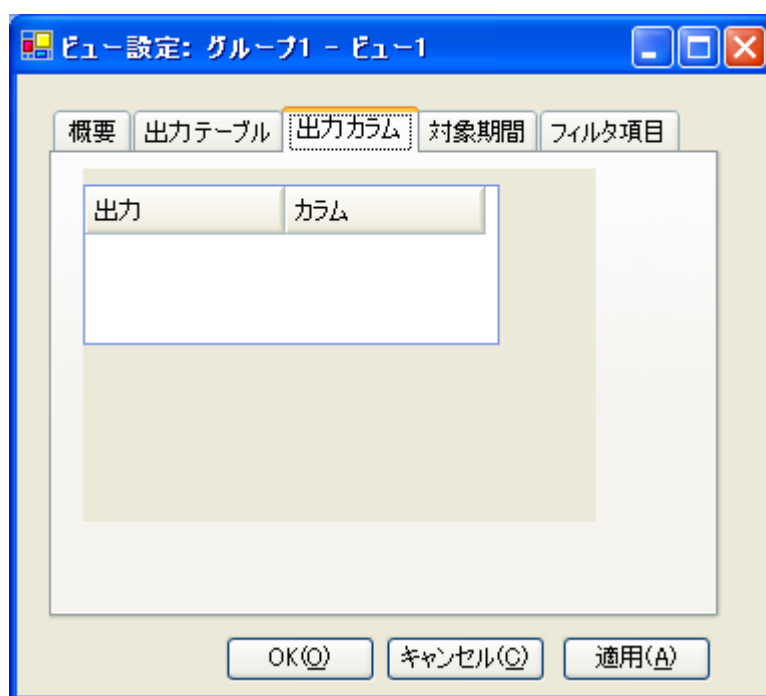 ビュー設定: グループ1 - ビュー1
概要 出力テーブル 出力カラム 対象期間 フィルタ項目
出力 カラム
OK(O) キャンセル(C) 適用(A)